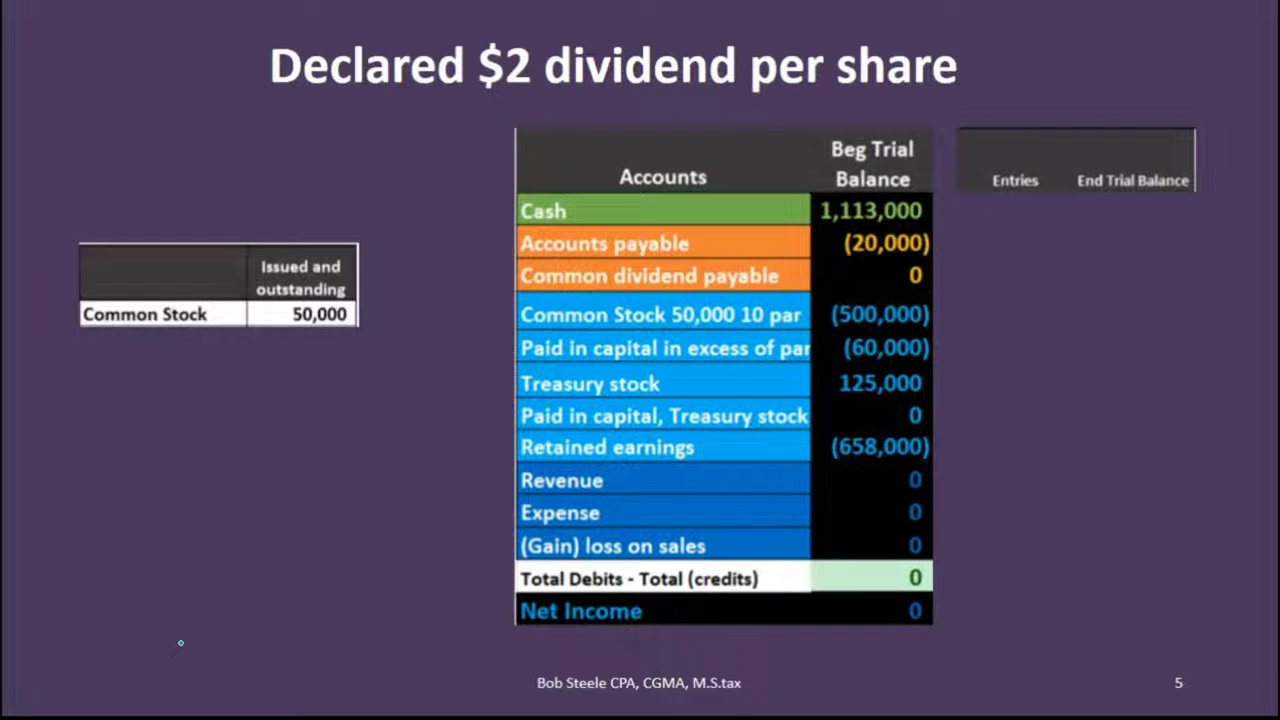 Declared $2 dividend per share
Issued and
outstanding
Common Stock 50,000
Beg Trial
Accounts Balance
Cash 1,113,000
Accounts payable (20,000)
Common dividend payable 0
Common Stock 50,000 10 par (500,000)
Paid in capital in excess of par (60,000)
Treasury stock 125,000
Paid in capital, Treasury stock 0
Retained earnings (658,000)
Revenue 0
Expense 0
(Gain) loss on sales 0
Total Debits - Total (credits) 0
Net Income 0
Entries End Trial Balance
Bob Steele CPA, CGMA, M.S.tax 5